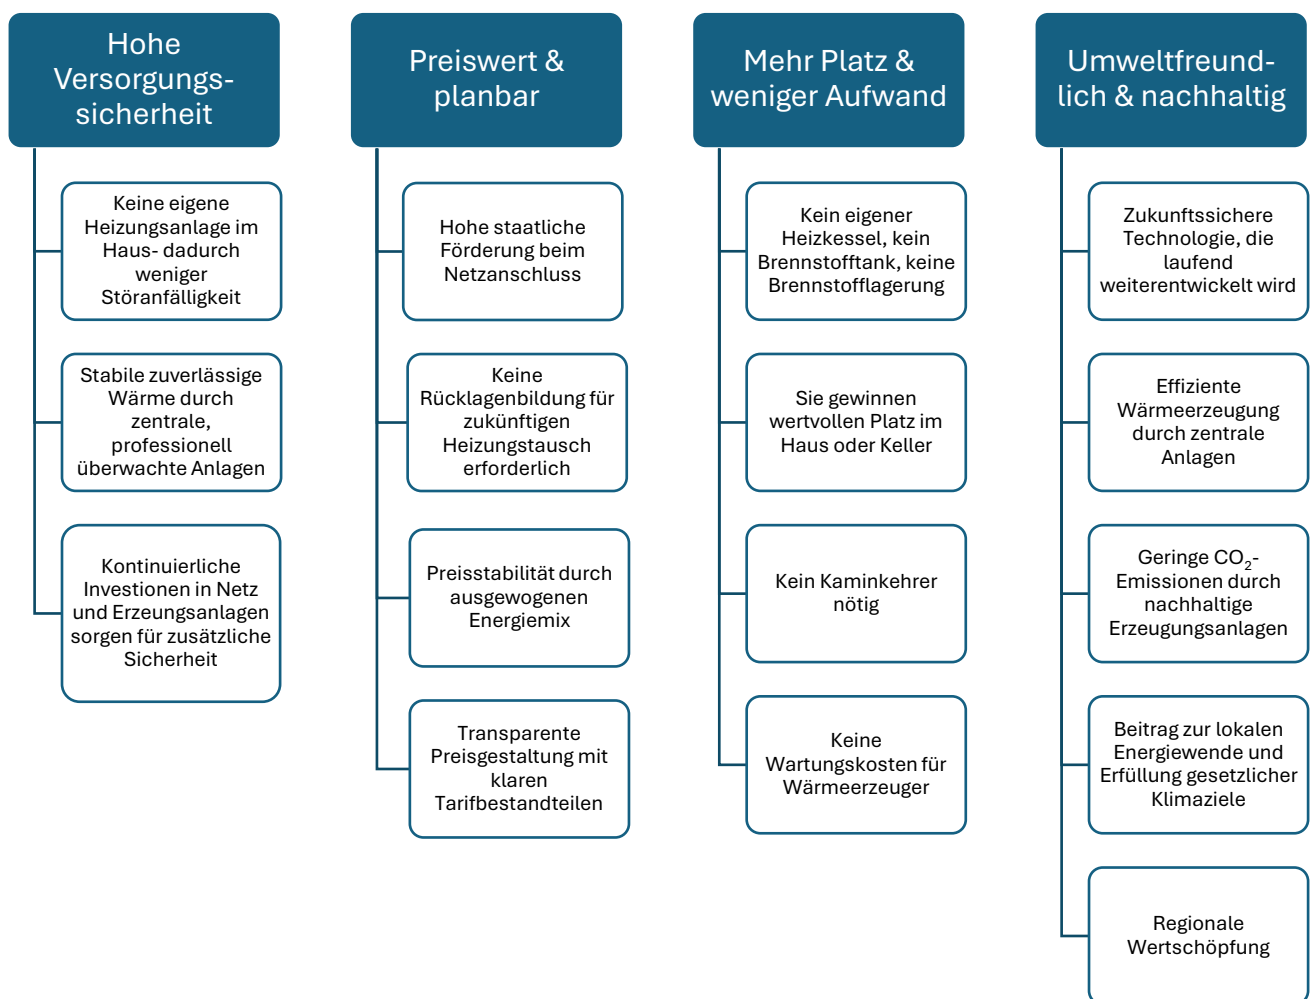 Hohe
Versorgungs-
sicherheit
Keine eigene
Heizungsanlage im
Haus- dadurch
weniger
Störanfälligkeit
Stabile zuverlässige
Wärme durch
zentrale,
professionell
überwachte Anlagen
Kontinuierliche
Investionen in Netz
und Erzeungsanlagen
sorgen für zusätzliche
Sicherheit
Preiswert &
planbar
Hohe staatliche
Förderung beim
Netzanschluss
Keine
Rücklagenbildung für
zukünftigen
Heizungstausch
erforderlich
Preisstabilität durch
ausgewogenen
Energiemix
Transparente
Preisgestaltung mit
klaren
Tarifbestandteilen
Mehr Platz &
weniger Aufwand
Kein eigener
Heizkessel, kein
Brennstofftank, keine
Brennstofflagerung
Sie gewinnen
wertvollen Platz im
Haus oder Keller
Kein Kaminkehrer
nötig
Keine
Wartungskosten für
Wärmeerzeuger
Umweltfreund-
lich & nachhaltig
Zukunftssichere
Technologie, die
laufend
weiterentwickelt wird
Effiziente
Wärmeerzeugung
durch zentrale
Anlagen
Geringe CO₂-
Emissionen durch
nachhaltige
Erzeugungsanlagen
Beitrag zur lokalen
Energiewende und
Erfüllung gesetzlicher
Klimaziele
Regionale
Wertschöpfung